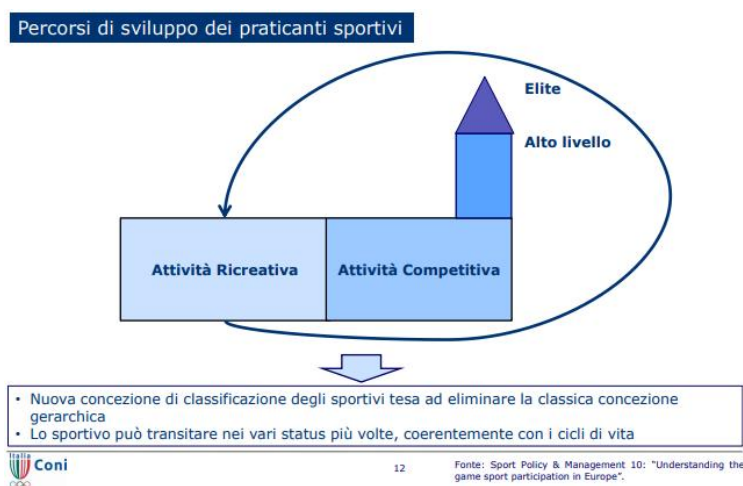 Percorsi di sviluppo dei praticanti sportivi
Elite
Alto livello
Attività Ricreativa
Attività Competitiva
• Nuova concezione di classificazione degli sportivi tesa ad eliminare la classica concezione
gerarchica
• Lo sportivo può transitare nei vari status più volte, coerentemente con i cicli di vita
Italia
Coni
12
Fonte: Sport Policy & Management 10: “Understanding the
game sport participation in Europe”.